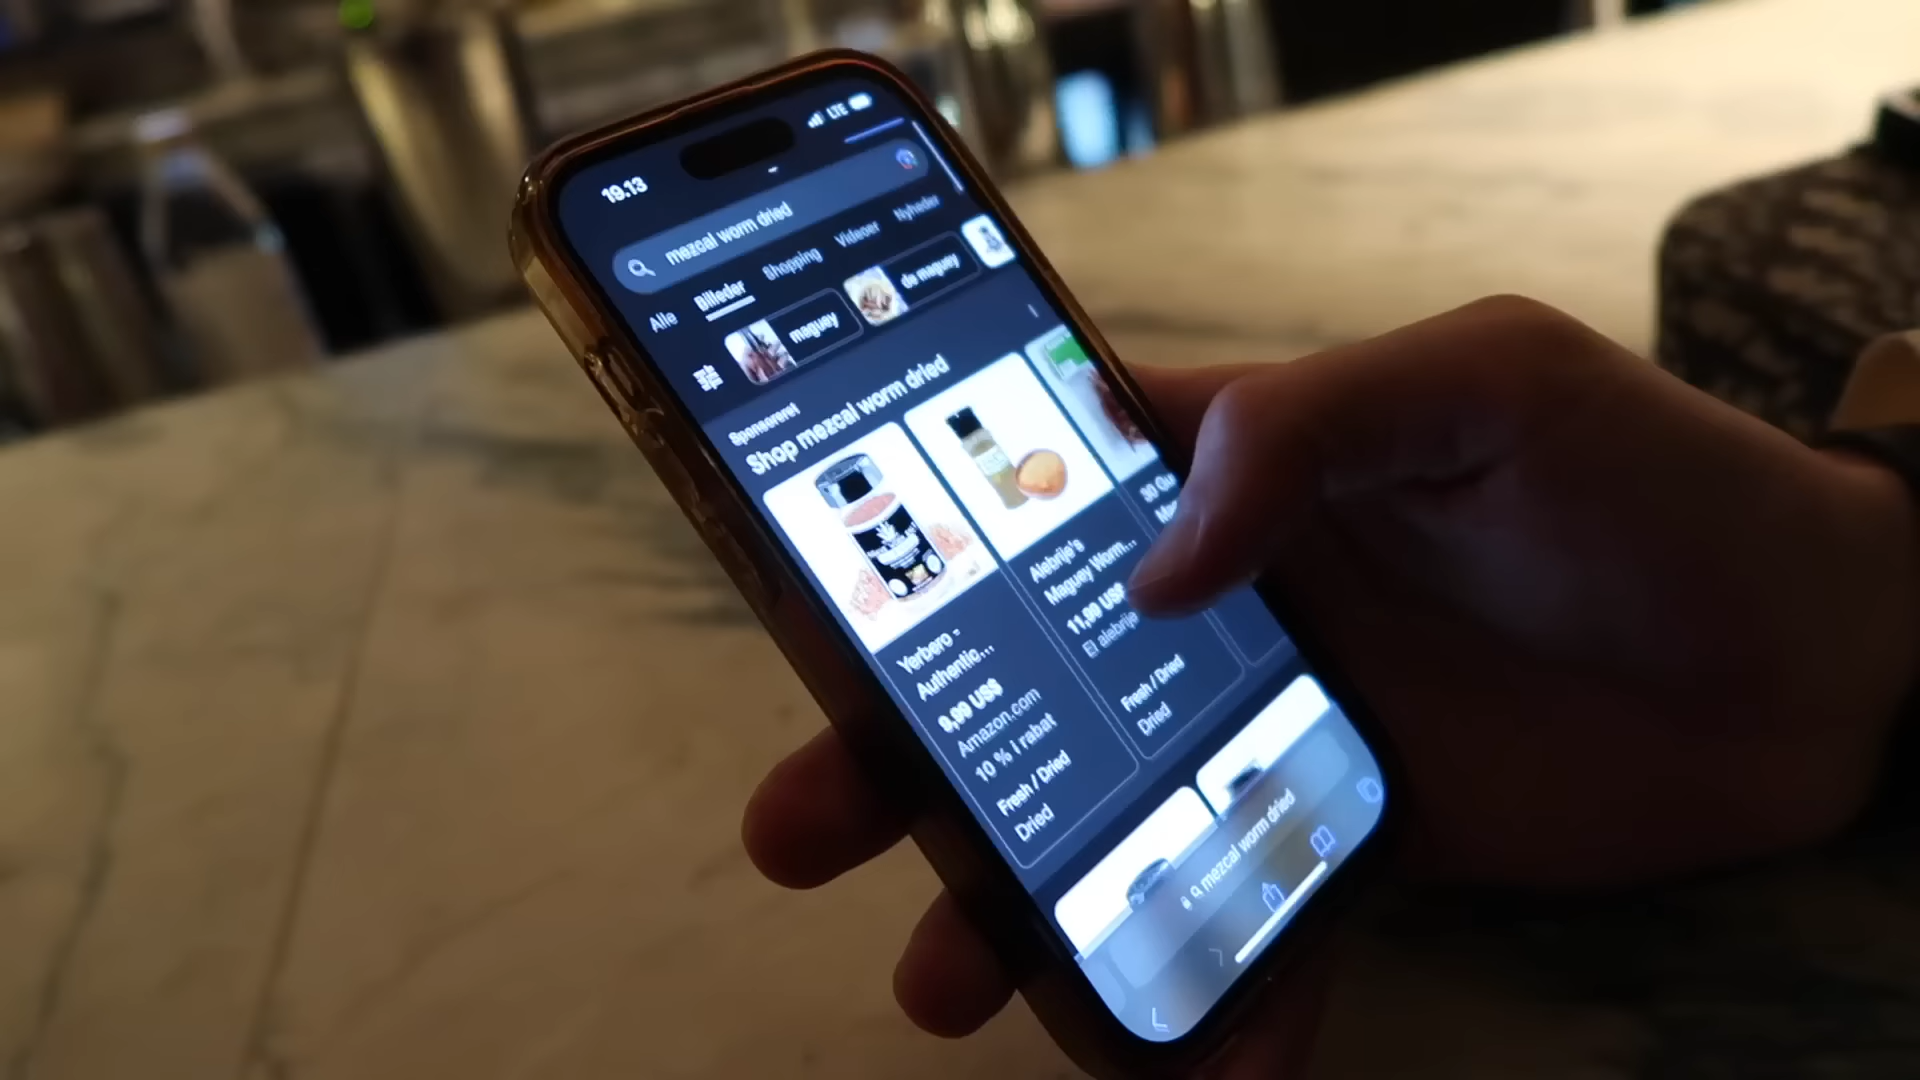 19.13
LTE
mezcal worm dried
Alle Billeder Shopping Videoer Nyheder
maguey
de maguey
Sponsoreret
Shop mezcal worm dried
Yerbero -
Authentic...
9,99 US$
Amazon.com
10 % i rabat
Fresh / Dried
Dried
Alebrije's
Maguey Worm...
11,99 US$
El alebrije
Fresh / Dried
Dried
30
mezcal worm dried